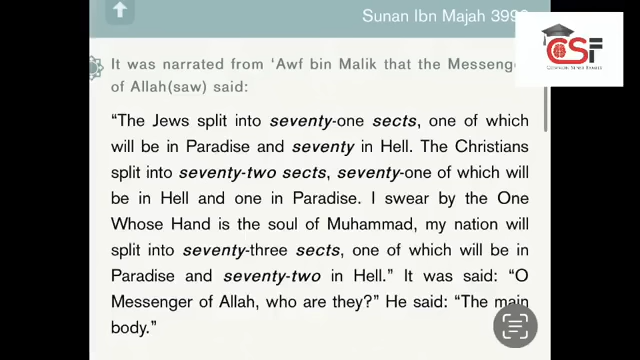 Sunan Ibn Majah 3992
CSF
It was narrated from ‘Awf bin Malik that the Messenger
of Allah(saw) said:
“The Jews split into seventy-one sects, one of which
will be in Paradise and seventy in Hell. The Christians
split into seventy-two sects, seventy-one of which will
be in Hell and one in Paradise. I swear by the One
Whose Hand is the soul of Muhammad, my nation will
split into seventy-three sects, one of which will be in
Paradise and seventy-two in Hell.” It was said: “O
Messenger of Allah, who are they?” He said: “The main
body.”